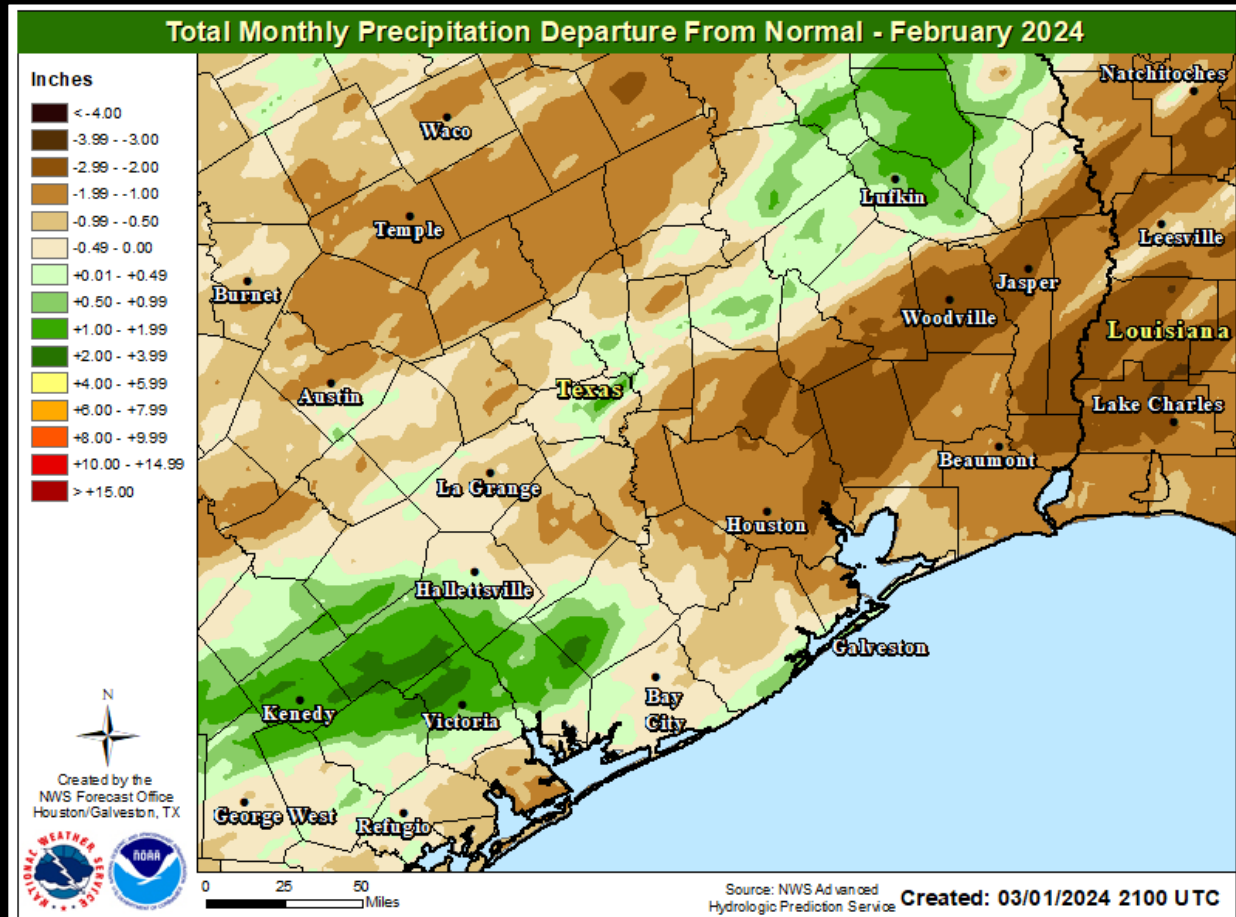 Total Monthly Precipitation Departure From Normal - February 2024
Inches
< -4.00
-3.99 - -3.00
-2.99 - -2.00
-1.99 - -1.00
-0.99 - -0.50
-0.49 - 0.00
+0.01 - +0.49
+0.50 - +0.99
+1.00 - +1.99
+2.00 - +3.99
+4.00 - +5.99
+6.00 - +7.99
+8.00 - +9.99
+10.00 - +14.99
> +15.00
Natchitoches
Waco
Lufkin
Temple
Leesville
Burnet
Jasper
Woodville
Louisiana
Austin
Texas
Lake Charles
Beaumont
La Grange
Houston
Hallettsville
Galveston
Kenedy
Victoria
Bay
City
George West
Refugio
N
Created by the
NWS Forecast Office
Houston/Galveston, TX
NATIONAL WEATHER SERVICE
NOAA
0 25 50
Miles
Source: NWS Advanced
Hydrologic Prediction Service
Created: 03/01/2024 2100 UTC